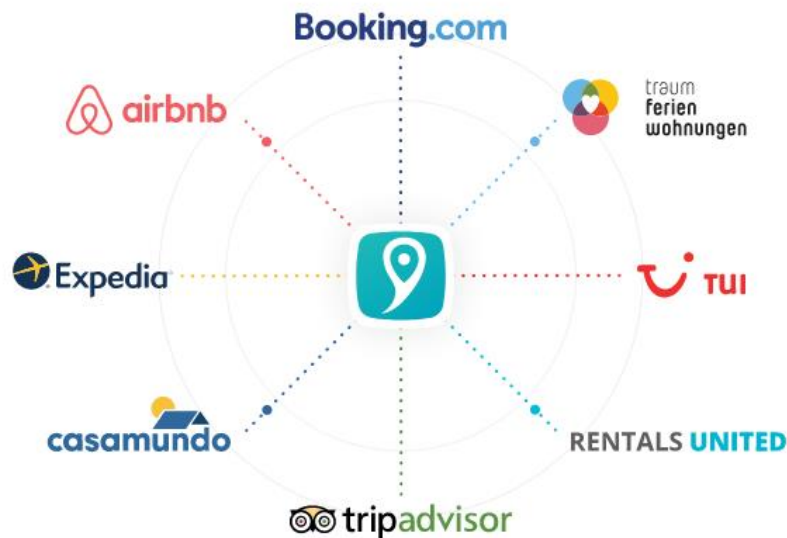 Booking.com
airbnb
traum
ferien
wohnungen
Expedia
TUI
casamundo
RENTALS UNITED
tripadvisor